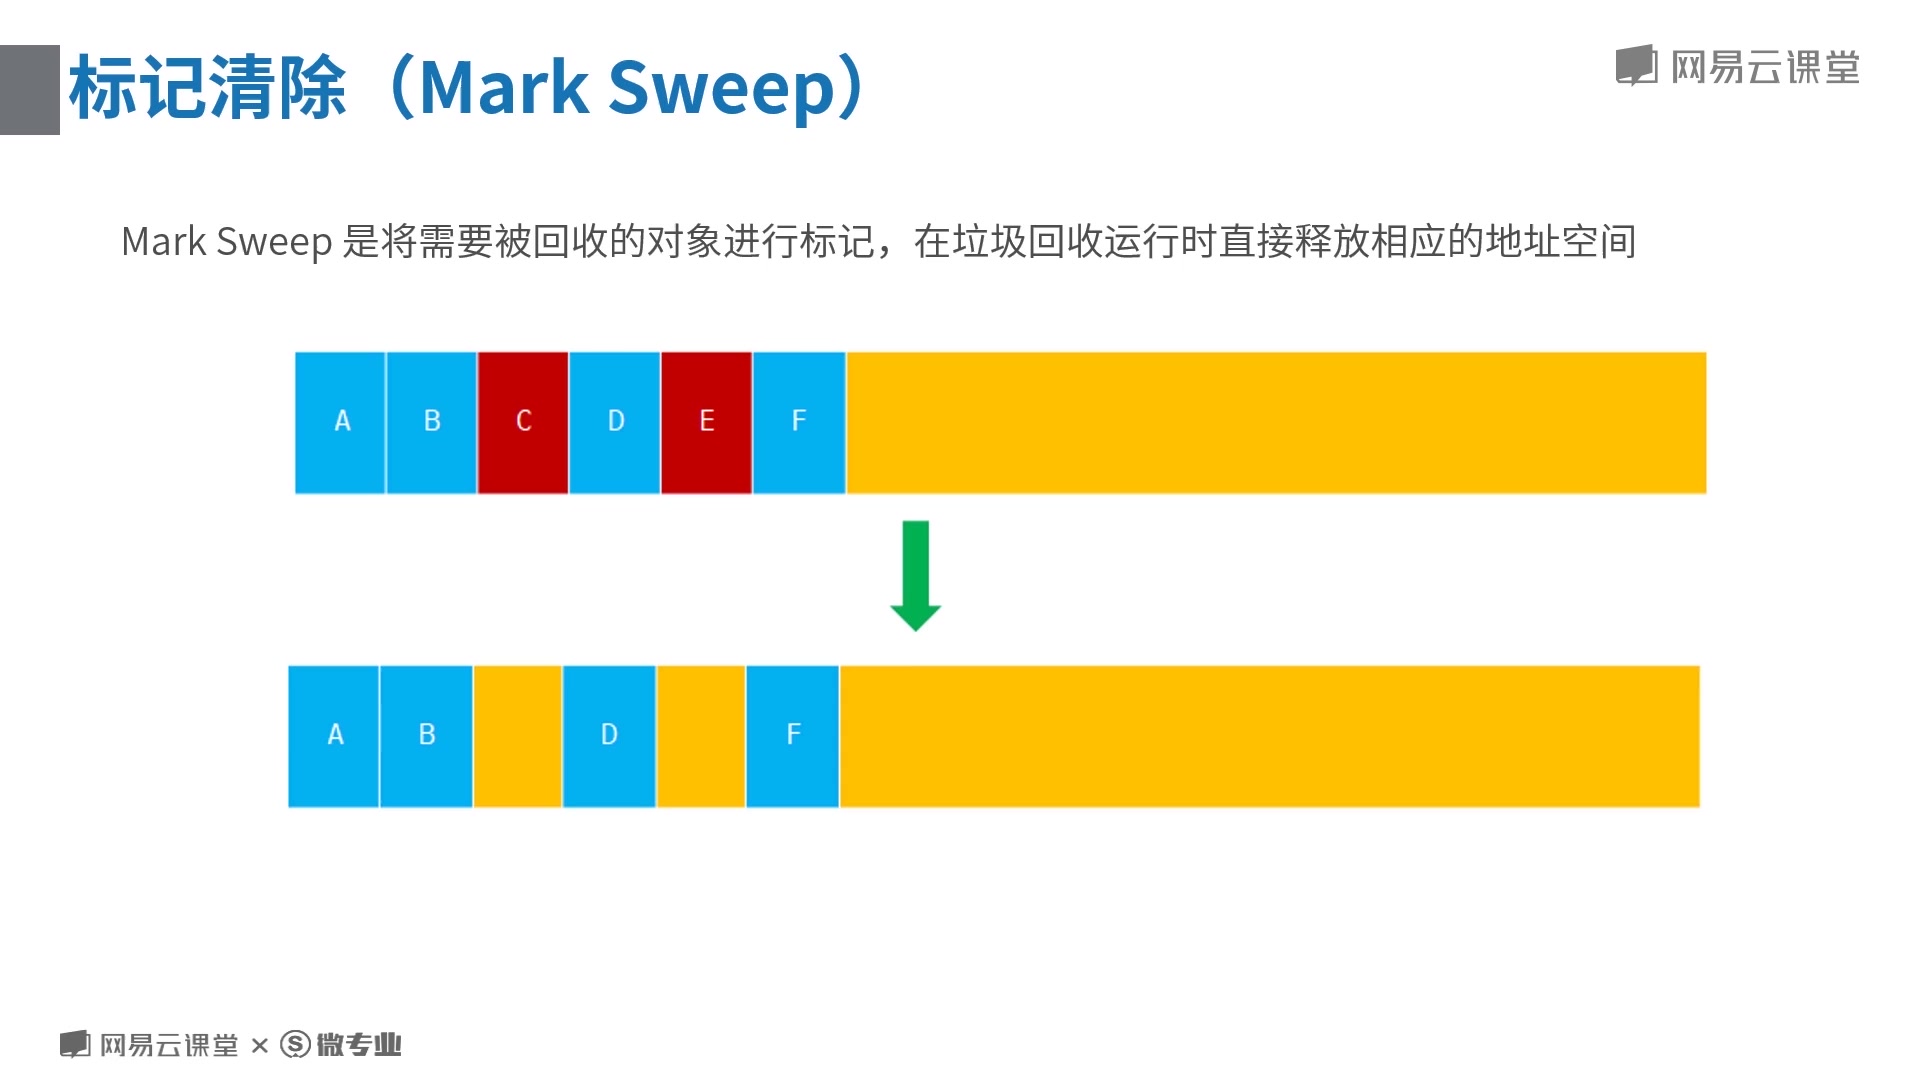 标记清除（Mark Sweep）
网易云课堂
Mark Sweep 是将需要被回收的对象进行标记，在垃圾回收运行时直接释放相应的地址空间
A B C D E F
A B D F
网易云课堂 × S 微专业